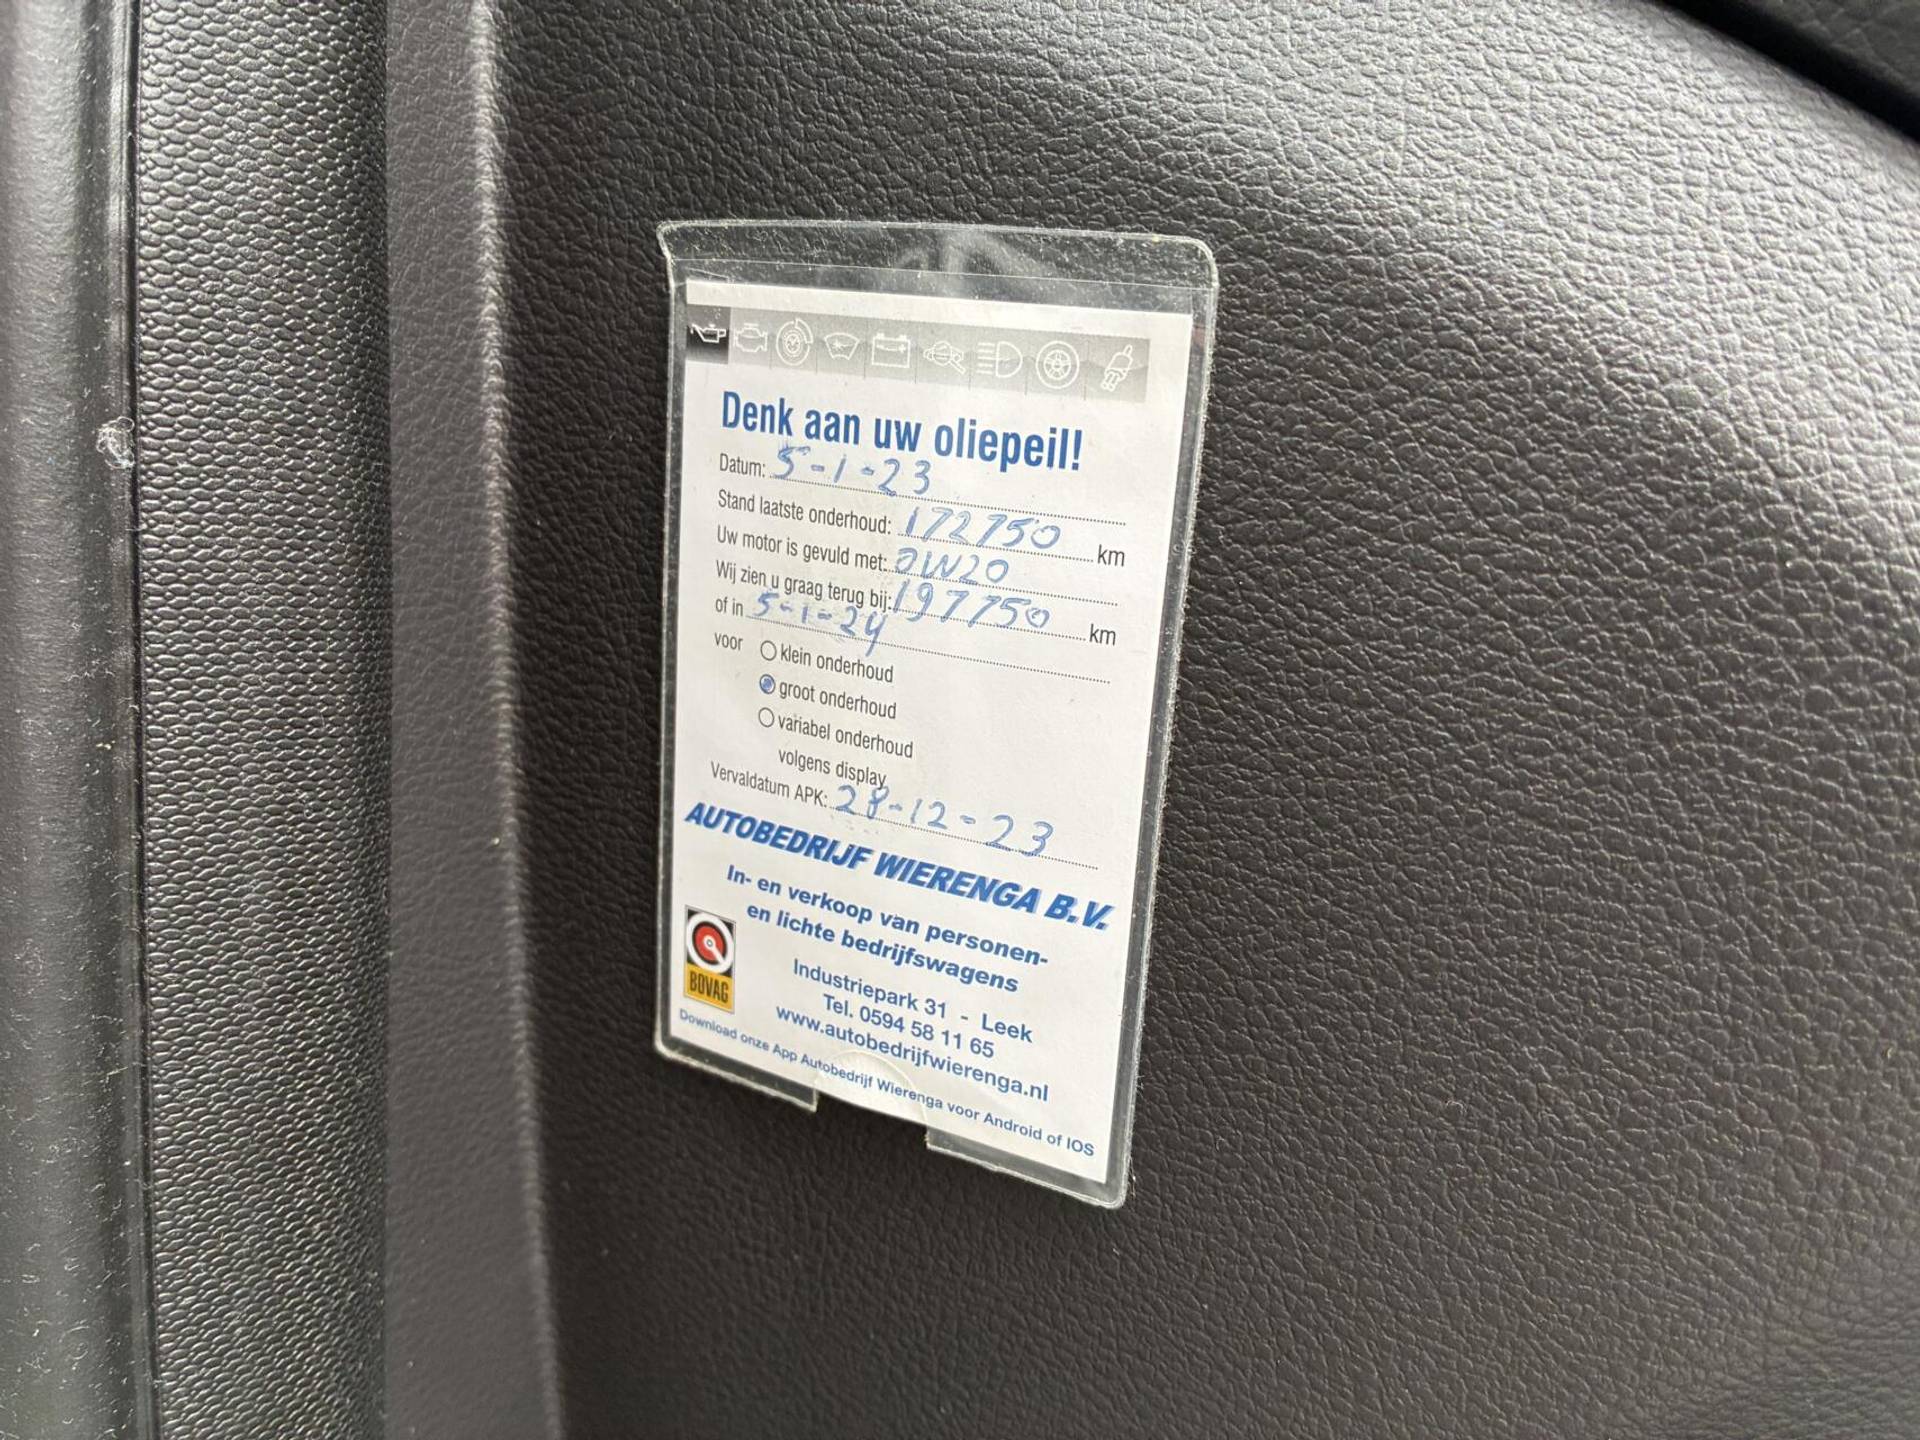 Denk aan uw oliepeil!
Datum: 5-1-23
Stand laatste onderhoud: 172750 km
Uw motor is gevuld met: 0W20
Wij zien u graag terug bij: 197750 km
of in 5-1-24
voor klein onderhoud
groot onderhoud
variabel onderhoud
volgens display
Vervaldatum APK: 28-12-23
AUTOBEDRIJF WIERENGA B.V.
In- en verkoop van personen-
en lichte bedrijfswagens
BOVAG
Industriepark 31 - Leek
Tel. 0594 58 11 65
www.autobedrijfwierenga.nl
Download onze App Autobedrijf Wierenga voor Android of IOS